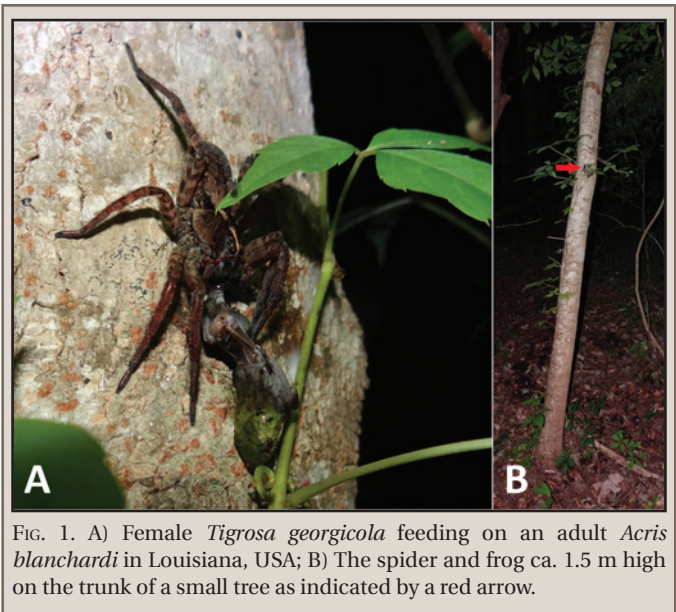 A
B
FIG. 1. A) Female Tigrosa georgicola feeding on an adult Acris
blanchardi in Louisiana, USA; B) The spider and frog ca. 1.5 m high
on the trunk of a small tree as indicated by a red arrow.